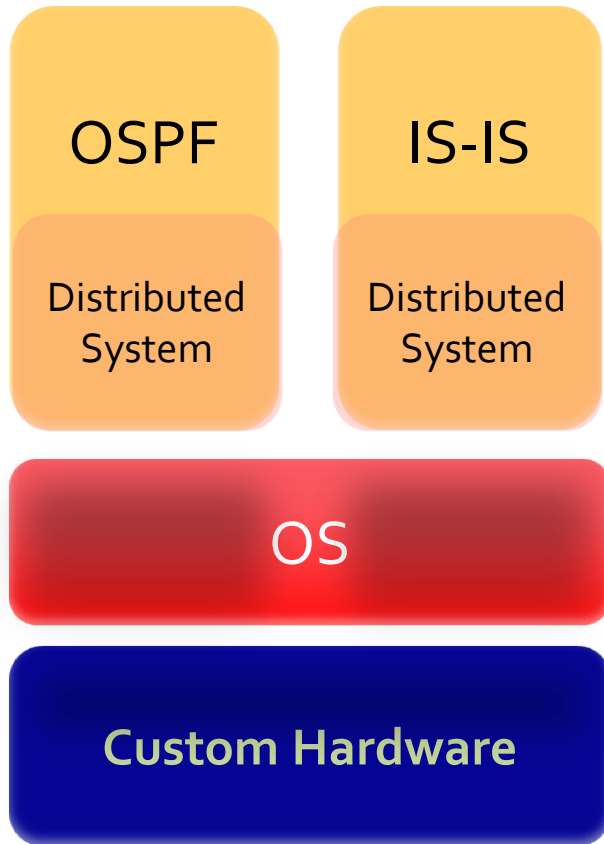 OSPF
IS-IS
Distributed
System
Distributed
System
OS
Custom Hardware